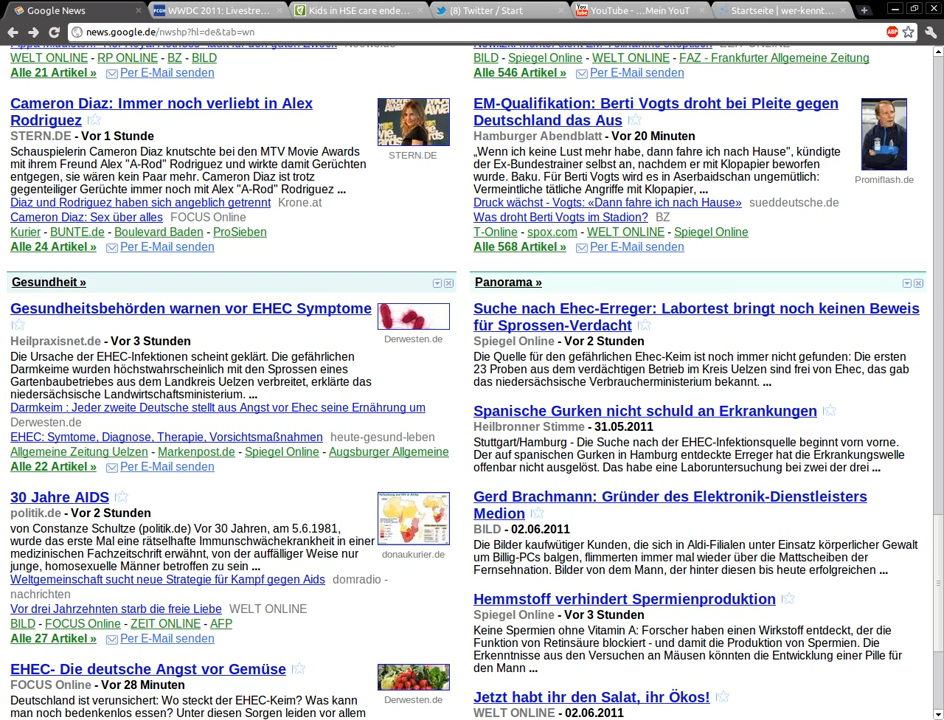 Google News
WWDC 2011: Livestre...
Kids in HSE care ende...
(8) Twitter / Start
YouTube - ...Mein YouT
Startseite | wer-kennt...
news.google.de/nwshp?hl=de&tab=wn
ABP
WELT ONLINE - RP ONLINE - BZ - BILD
Alle 21 Artikel » Per E-Mail senden
Cameron Diaz: Immer noch verliebt in Alex
Rodriguez
STERN.DE - Vor 1 Stunde
Schauspielerin Cameron Diaz knutschte bei den MTV Movie Awards
mit ihrem Freund Alex "A-Rod" Rodriguez und wirkte damit Gerüchten
entgegen, sie wären kein Paar mehr. Cameron Diaz ist trotz
gegenteiliger Gerüchte immer noch mit Alex "A-Rod" Rodriguez ...
Diaz und Rodriguez haben sich angeblich getrennt Krone.at
Cameron Diaz: Sex über alles FOCUS Online
Kurier - BUNTE.de - Boulevard Baden - ProSieben
Alle 24 Artikel » Per E-Mail senden
STERN.DE
Gesundheit »
Gesundheitsbehörden warnen vor EHEC Symptome
Heilpraxisnet.de - Vor 3 Stunden
Die Ursache der EHEC-Infektionen scheint geklärt. Die gefährlichen
Darmkeime wurden höchstwahrscheinlich mit den Sprossen eines
Gartenbaubetriebes aus dem Landkreis Uelzen verbreitet, erklärte das
niedersächsische Landwirtschaftsministerium. ...
Darmkeim : Jeder zweite Deutsche stellt aus Angst vor Ehec seine Ernährung um
Derwesten.de
EHEC: Symtome, Diagnose, Therapie, Vorsichtsmaßnahmen heute-gesund-leben
Allgemeine Zeitung Uelzen - Markenpost.de - Spiegel Online - Augsburger Allgemeine
Alle 22 Artikel » Per E-Mail senden
Derwesten.de
30 Jahre AIDS
politik.de - Vor 2 Stunden
von Constanze Schultze (politik.de) Vor 30 Jahren, am 5.6.1981,
wurde das erste Mal eine rätselhafte Immunschwächekrankheit in einer
medizinischen Fachzeitschrift erwähnt, von der auffälliger Weise nur
junge, homosexuelle Männer betroffen zu sein ...
Weltgemeinschaft sucht neue Strategie für Kampf gegen Aids domradio -
nachrichten
Vor drei Jahrzehnten starb die freie Liebe WELT ONLINE
BILD - FOCUS Online - ZEIT ONLINE - AFP
Alle 27 Artikel » Per E-Mail senden
donaukurier.de
EHEC- Die deutsche Angst vor Gemüse
FOCUS Online - Vor 28 Minuten
Deutschland ist verunsichert: Wo steckt der EHEC-Keim? Was kann
man noch bedenkenlos essen? Unter diesen Sorgen leiden vor allem
Derwesten.de
BILD - Spiegel Online - WELT ONLINE - FAZ - Frankfurter Allgemeine Zeitung
Alle 546 Artikel » Per E-Mail senden
EM-Qualifikation: Berti Vogts droht bei Pleite gegen
Deutschland das Aus
Hamburger Abendblatt - Vor 20 Minuten
„Wenn ich keine Lust mehr habe, dann fahre ich nach Hause", kündigte
der Ex-Bundestrainer selbst an, nachdem er mit Klopapier beworfen
wurde. Baku. Für Berti Vogts wird es in Aserbaidschan ungemütlich:
Vermeintliche tätliche Angriffe mit Klopapier, ...
Druck wächst - Vogts: «Dann fahre ich nach Hause» sueddeutsche.de
Was droht Berti Vogts im Stadion? BZ
T-Online - spox.com - WELT ONLINE - Spiegel Online
Alle 568 Artikel » Per E-Mail senden
Promiflash.de
Panorama »
Suche nach Ehec-Erreger: Labortest bringt noch keinen Beweis
für Sprossen-Verdacht
Spiegel Online - Vor 2 Stunden
Die Quelle für den gefährlichen Ehec-Keim ist noch immer nicht gefunden: Die ersten
23 Proben aus dem verdächtigen Betrieb im Kreis Uelzen sind frei von Ehec, das gab
das niedersächsische Verbraucherministerium bekannt. ...
Spanische Gurken nicht schuld an Erkrankungen
Heilbronner Stimme - 31.05.2011
Stuttgart/Hamburg - Die Suche nach der EHEC-Infektionsquelle beginnt vorn vorne.
Der auf spanischen Gurken in Hamburg entdeckte Erreger hat die Erkrankungswelle
offenbar nicht ausgelöst. Das habe eine Laboruntersuchung bei zwei der drei ...
Gerd Brachmann: Gründer des Elektronik-Dienstleisters
Medion
BILD - 02.06.2011
Die Bilder kaufwütiger Kunden, die sich in Aldi-Filialen unter Einsatz körperlicher Gewalt
um Billig-PCs balgen, flimmerten immer mal wieder über die Mattscheiben der
Fernsehnation. Bilder von dem Mann, der hinter diesen bis heute erfolgreichen ...
Hemmstoff verhindert Spermienproduktion
Spiegel Online - Vor 3 Stunden
Keine Spermien ohne Vitamin A: Forscher haben einen Wirkstoff entdeckt, der die
Funktion von Retinsäure blockiert - und damit die Produktion von Spermien. Die
Erkenntnisse aus den Versuchen an Mäusen könnten die Entwicklung einer Pille für
den Mann ...
Jetzt habt ihr den Salat, ihr Ökos!
WELT ONLINE - 02.06.2011